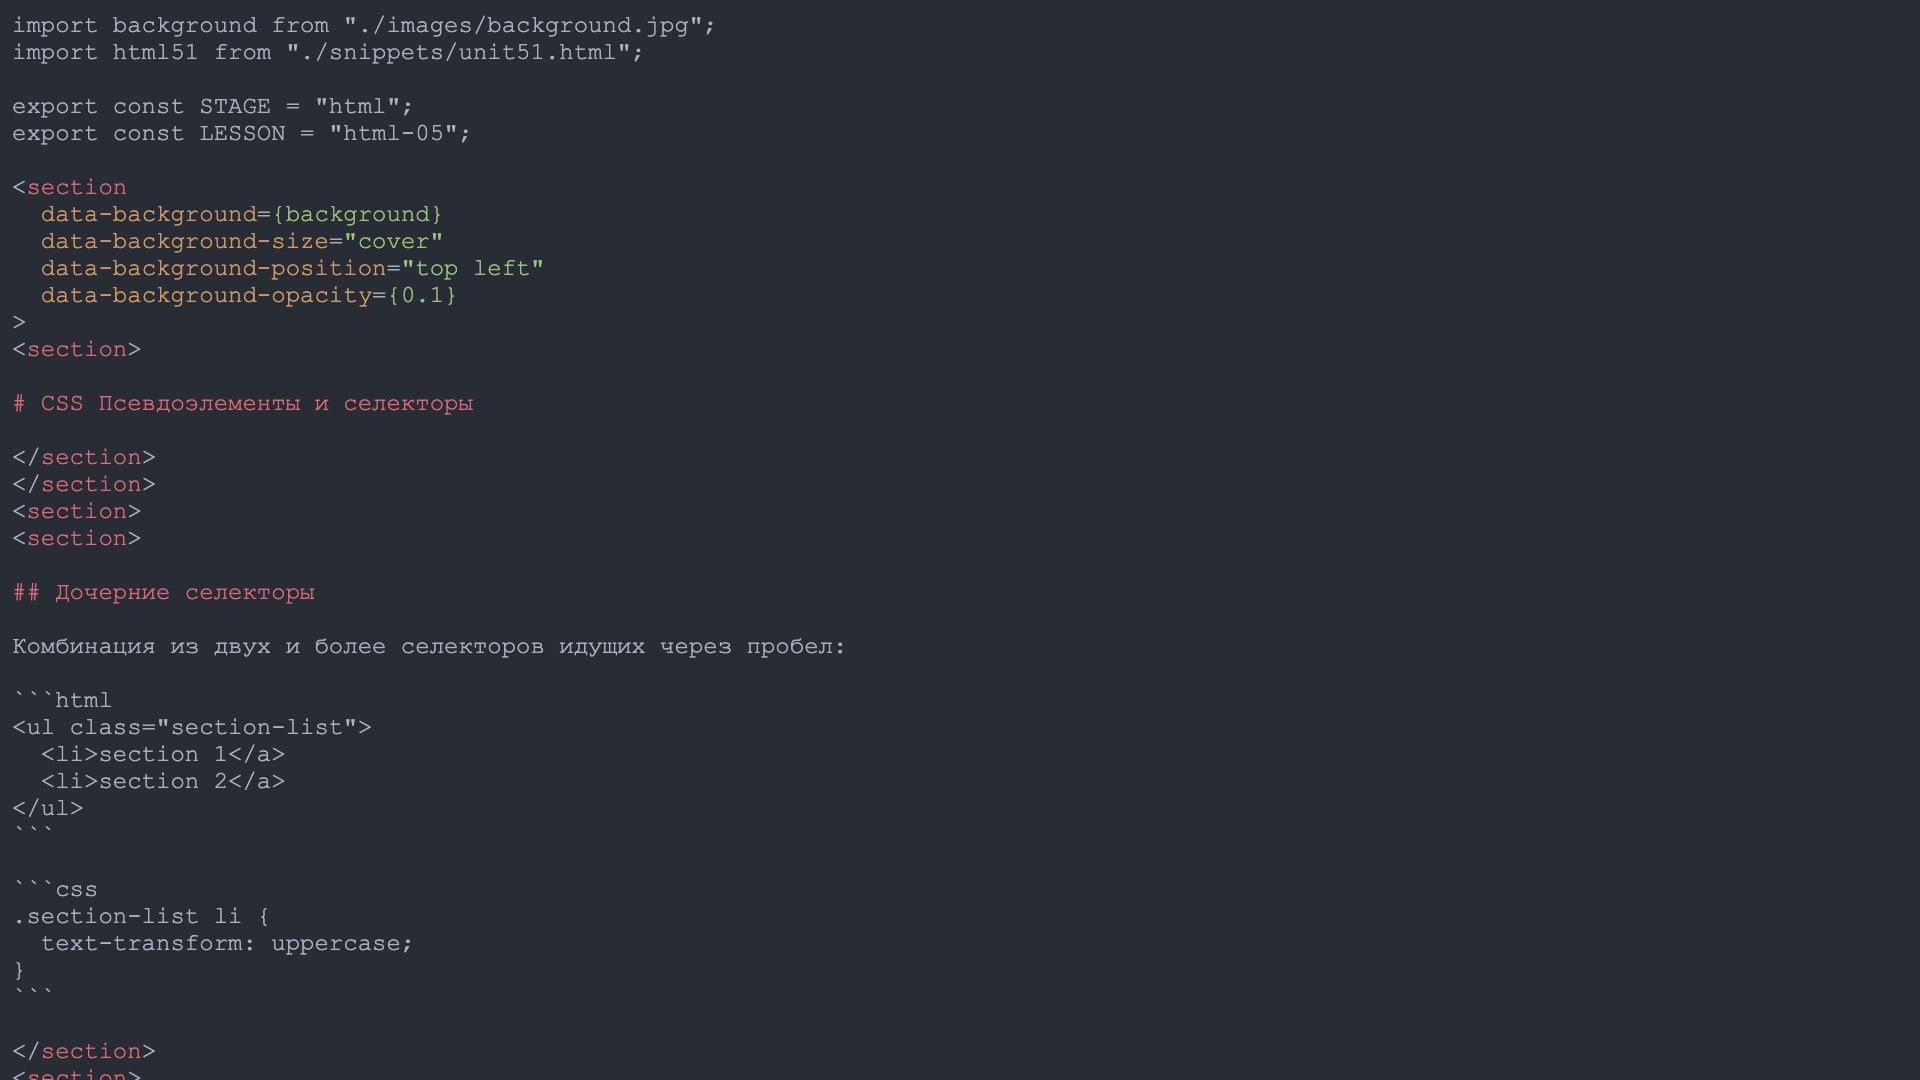 import background from "./images/background.jpg";
import html51 from "./snippets/unit51.html";
export const STAGE = "html";
export const LESSON = "html-05";
<section
data-background={background}
data-background-size="cover"
data-background-position="top left"
data-background-opacity={0.1}
>
<section>
# CSS Псевдоэлементы и селекторы
</section>
</section>
<section>
<section>
## Дочерние селекторы
Комбинация из двух и более селекторов идущих через пробел:
```html
<ul class="section-list">
<li>section 1</a>
<li>section 2</a>
</ul>
```
```css
.section-list li {
text-transform: uppercase;
}
```
</section>
<section>